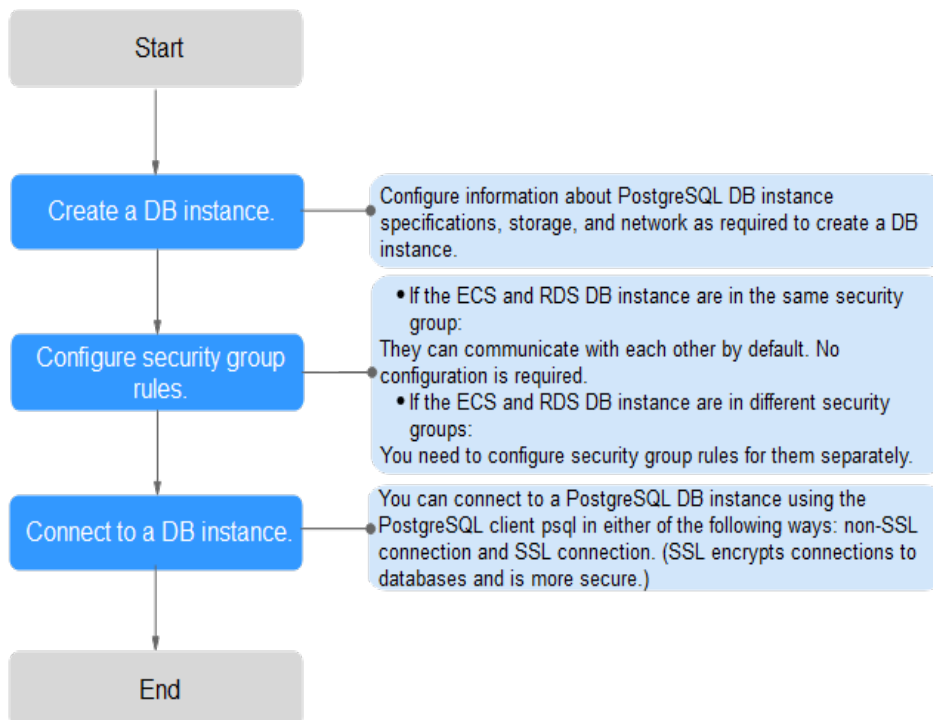 Start
Create a DB instance.
Configure information about PostgreSQL DB instance
specifications, storage, and network as required to create a DB
instance.
Configure security group
rules.
• If the ECS and RDS DB instance are in the same security
group:
They can communicate with each other by default. No
configuration is required.
• If the ECS and RDS DB instance are in different security
groups:
You need to configure security group rules for them separately.
Connect to a DB instance.
You can connect to a PostgreSQL DB instance using the
PostgreSQL client psql in either of the following ways: non-SSL
connection and SSL connection. (SSL encrypts connections to
databases and is more secure.)
End